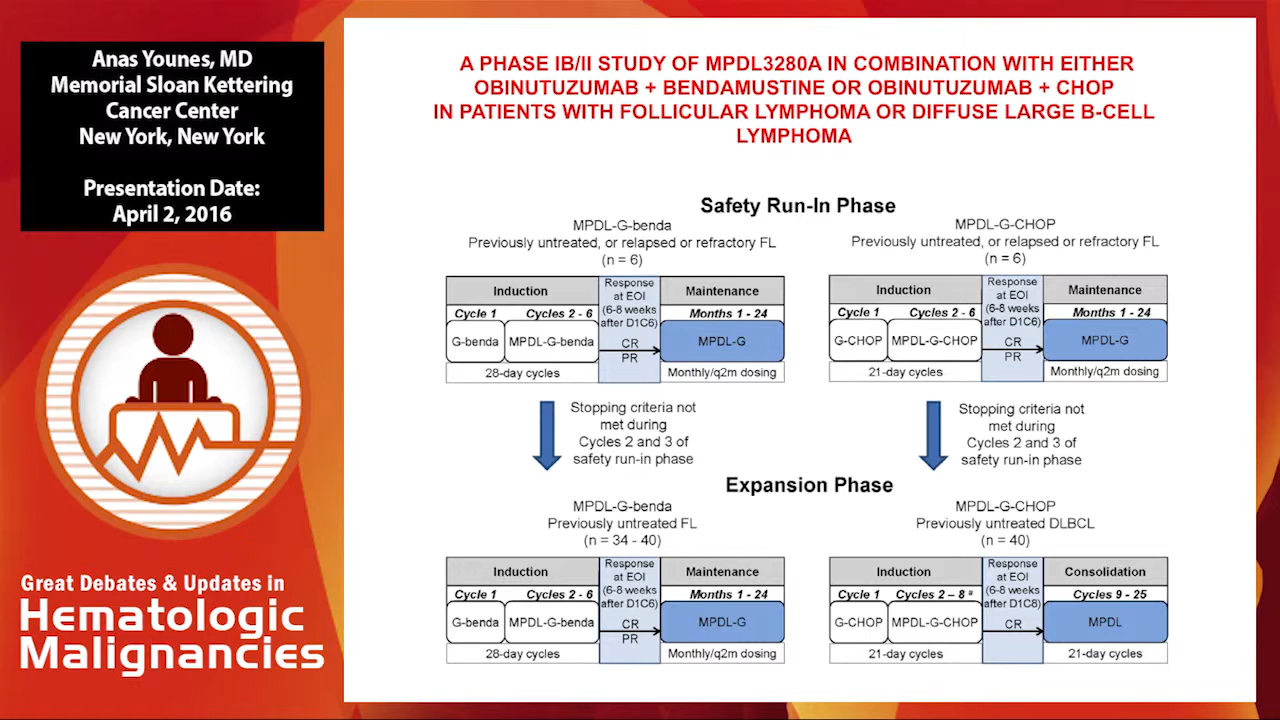 Anas Younes, MD
Memorial Sloan Kettering
Cancer Center
New York, New York
Presentation Date:
April 2, 2016
Great Debates & Updates in
Hematologic
Malignancies
A PHASE IB/II STUDY OF MPDL3280A IN COMBINATION WITH EITHER
OBINUTUZUMAB + BENDAMUSTINE OR OBINUTUZUMAB + CHOP
IN PATIENTS WITH FOLLICULAR LYMPHOMA OR DIFFUSE LARGE B-CELL
LYMPHOMA
Safety Run-In Phase
MPDL-G-benda
Previously untreated, or relapsed or refractory FL
(n = 6)
Induction
Response
at EOI
(6-8 weeks
after D1C6)
Maintenance
Cycle 1
Cycles 2 - 6
Months 1 - 24
G-benda
MPDL-G-benda
CR
PR
MPDL-G
28-day cycles
Monthly/q2m dosing
MPDL-G-CHOP
Previously untreated, or relapsed or refractory FL
(n = 6)
Induction
Response
at EOI
(6-8 weeks
after D1C6)
Maintenance
Cycle 1
Cycles 2 - 6
Months 1 - 24
G-CHOP
MPDL-G-CHOP
CR
PR
MPDL-G
21-day cycles
Monthly/q2m dosing
Stopping criteria not
met during
Cycles 2 and 3 of
safety run-in phase
Stopping criteria not
met during
Cycles 2 and 3 of
safety run-in phase
Expansion Phase
MPDL-G-benda
Previously untreated FL
(n = 34 - 40)
Induction
Response
at EOI
(6-8 weeks
after D1C6)
Maintenance
Cycle 1
Cycles 2 - 6
Months 1 - 24
G-benda
MPDL-G-benda
CR
PR
MPDL-G
28-day cycles
Monthly/q2m dosing
MPDL-G-CHOP
Previously untreated DLBCL
(n = 40)
Induction
Response
at EOI
(6-8 weeks
after D1C8)
Consolidation
Cycle 1
Cycles 2 – 8 #
Cycles 9 - 25
G-CHOP
MPDL-G-CHOP
CR
MPDL
21-day cycles
21-day cycles